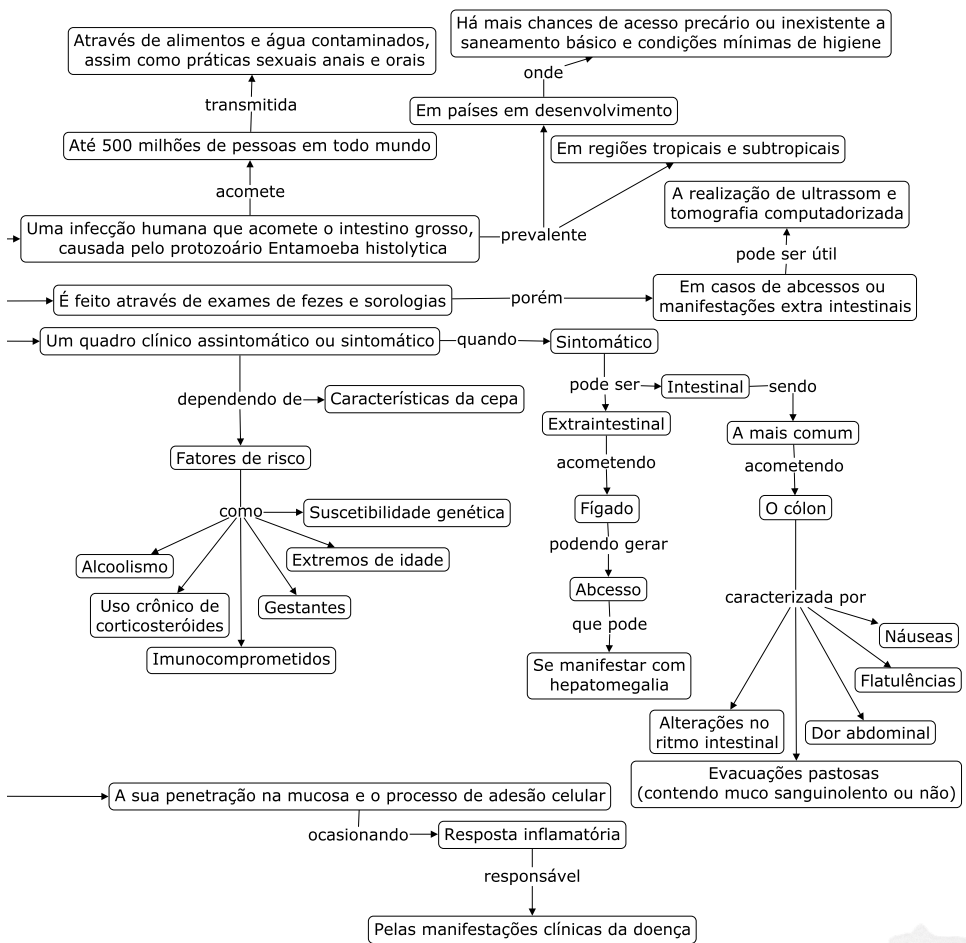 Há mais chances de acesso precário ou inexistente a
saneamento básico e condições mínimas de higiene
Através de alimentos e água contaminados,
assim como práticas sexuais anais e orais
onde
transmitida
Em países em desenvolvimento
Até 500 milhões de pessoas em todo mundo
Em regiões tropicais e subtropicais
acomete
A realização de ultrassom e
tomografia computadorizada
Uma infecção humana que acomete o intestino grosso,
causada pelo protozoário Entamoeba histolytica
prevalente
pode ser útil
É feito através de exames de fezes e sorologias
porém
Em casos de abcessos ou
manifestações extra intestinais
Um quadro clínico assintomático ou sintomático
quando
Sintomático
pode ser
Intestinal
sendo
dependendo de
Características da cepa
Extraintestinal
A mais comum
Fatores de risco
acometendo
acometendo
como
Suscetibilidade genética
Fígado
O cólon
Alcoolismo
Extremos de idade
podendo gerar
Uso crônico de
corticosteróides
Gestantes
Abcesso
caracterizada por
Imunocomprometidos
que pode
Náuseas
Se manifestar com
hepatomegalia
Flatulências
Alterações no
ritmo intestinal
Dor abdominal
Evacuações pastosas
(contendo muco sanguinolento ou não)
A sua penetração na mucosa e o processo de adesão celular
ocasionando
Resposta inflamatória
responsável
Pelas manifestações clínicas da doença